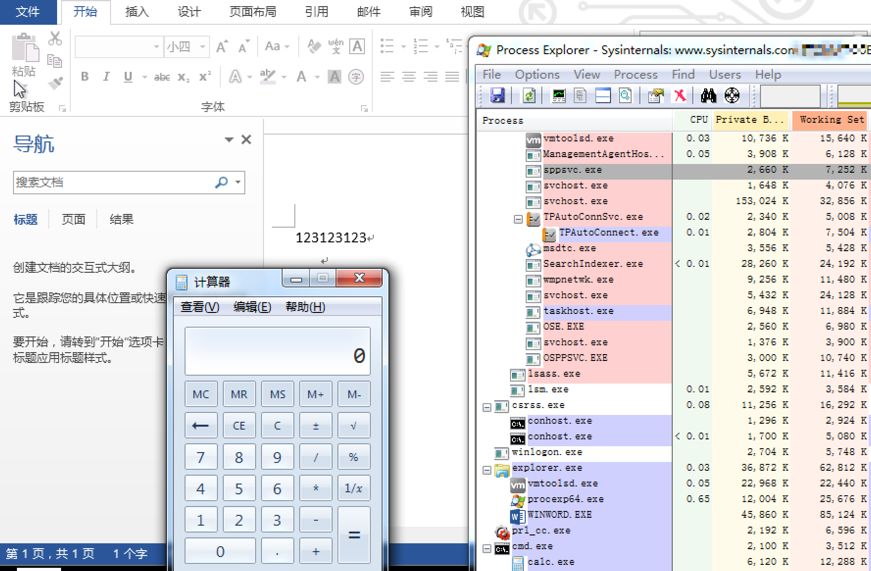 文件 开始 插入 设计 页面布局 引用 邮件 审阅 视图
粘贴
剪贴板
小四
Aa
wén
A
B I U abc x₂ x² A ab A A 字
字体
导航
搜索文档
标题 页面 结果
创建文档的交互式大纲。
它是跟踪您的具体位置或快速
式。
要开始，请转到"开始"选项卡
标题应用标题样式。
123123123
第 1 页，共 1 页 1 个字
计算器
查看(V) 编辑(E) 帮助(H)
0
MC MR MS M+ M-
← CE C ± √
7 8 9 / %
4 5 6 * 1/x
1 2 3 - =
0 . +
Process Explorer - Sysinternals: www.sysinternals.com
File Options View Process Find Users Help
Process CPU Private B... Working Set
vmtoolsd.exe 0.03 10,736 K 15,640 K
ManagementAgentHos... 0.05 3,908 K 6,128 K
sppsvc.exe 2,660 K 7,252 K
svchost.exe 1,648 K 4,076 K
svchost.exe 153,024 K 32,856 K
TPAutoConnSvc.exe 0.02 2,340 K 5,008 K
TPAutoConnect.exe 0.01 2,804 K 7,504 K
msdtc.exe 3,556 K 5,428 K
SearchIndexer.exe < 0.01 28,260 K 24,192 K
wmpnetwk.exe 9,256 K 11,480 K
svchost.exe 5,432 K 24,128 K
taskhost.exe 6,948 K 11,884 K
OSE.EXE 2,560 K 6,980 K
svchost.exe 1,376 K 3,900 K
OSPPSVC.EXE 3,000 K 10,740 K
lsass.exe 5,672 K 11,416 K
lsm.exe 0.01 2,592 K 3,584 K
csrss.exe 0.08 11,256 K 16,292 K
conhost.exe 1,296 K 2,924 K
conhost.exe < 0.01 1,700 K 5,080 K
winlogon.exe 2,704 K 5,748 K
explorer.exe 0.03 36,872 K 62,812 K
vmtoolsd.exe 0.05 22,968 K 22,440 K
procexp64.exe 0.65 12,004 K 25,676 K
WINWORD.EXE 45,860 K 85,124 K
prl_cc.exe 2,192 K 6,596 K
cmd.exe 2,100 K 3,512 K
calc.exe 6,120 K 12,288 K